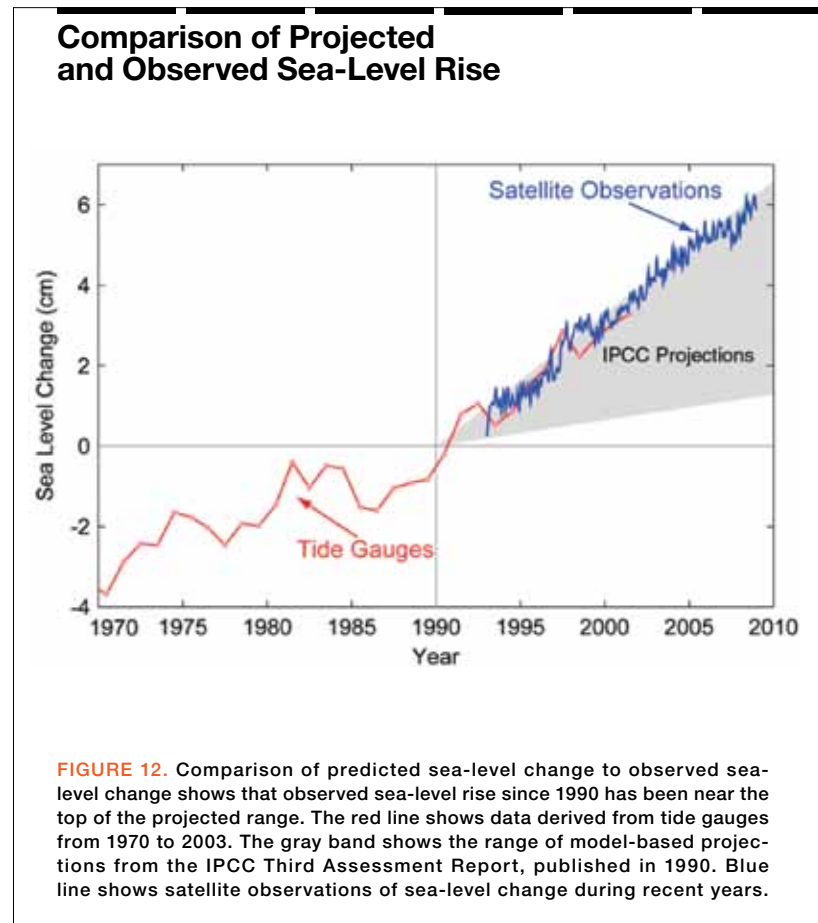 Comparison of Projected
and Observed Sea-Level Rise
Satellite Observations
IPCC Projections
Tide Gauges
Sea Level Change (cm)
6
4
2
0
-2
-4
1970 1975 1980 1985 1990 1995 2000 2005 2010
Year
FIGURE 12. Comparison of predicted sea-level change to observed sea-
level change shows that observed sea-level rise since 1990 has been near the
top of the projected range. The red line shows data derived from tide gauges
from 1970 to 2003. The gray band shows the range of model-based projec-
tions from the IPCC Third Assessment Report, published in 1990. Blue
line shows satellite observations of sea-level change during recent years.